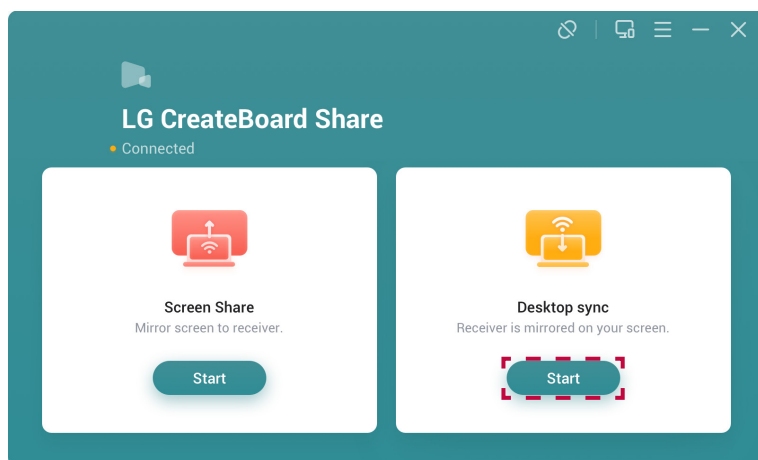 LG CreateBoard Share
Connected
Screen Share
Mirror screen to receiver.
Start
Desktop sync
Receiver is mirrored on your screen.
Start